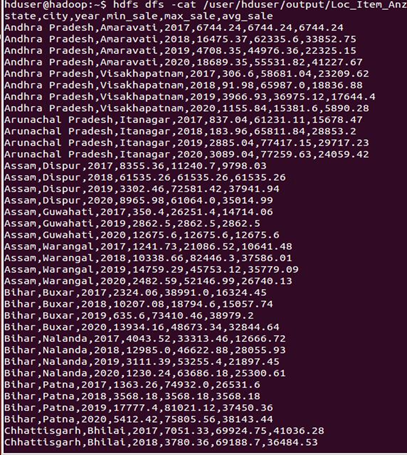 hduser@hadoop:~$ hdfs dfs -cat /user/hduser/output/Loc_Item_Anz
state,city,year,min_sale,max_sale,avg_sale
Andhra Pradesh,Amaravati,2017,6744.24,6744.24,6744.24
Andhra Pradesh,Amaravati,2018,16475.37,62335.6,33852.75
Andhra Pradesh,Amaravati,2019,4708.35,44976.36,22325.15
Andhra Pradesh,Amaravati,2020,18689.35,55531.82,41227.67
Andhra Pradesh,Visakhapatnam,2017,306.6,58681.04,23209.62
Andhra Pradesh,Visakhapatnam,2018,91.98,65987.0,18836.88
Andhra Pradesh,Visakhapatnam,2019,3966.93,36975.12,17644.4
Andhra Pradesh,Visakhapatnam,2020,1155.84,15381.6,5890.28
Arunachal Pradesh,Itanagar,2017,837.04,61231.11,15678.47
Arunachal Pradesh,Itanagar,2018,183.96,65811.84,28853.2
Arunachal Pradesh,Itanagar,2019,2885.04,77417.15,29717.23
Arunachal Pradesh,Itanagar,2020,3089.04,77259.63,24059.42
Assam,Dispur,2017,8355.36,11240.7,9798.03
Assam,Dispur,2018,61535.26,61535.26,61535.26
Assam,Dispur,2019,3302.46,72581.42,37941.94
Assam,Dispur,2020,8965.98,61064.0,35014.99
Assam,Guwahati,2017,350.4,26251.4,14714.06
Assam,Guwahati,2019,2862.5,2862.5,2862.5
Assam,Guwahati,2020,12675.6,12675.6,12675.6
Assam,Warangal,2017,1241.73,21086.52,10641.48
Assam,Warangal,2018,10338.66,82446.3,37586.01
Assam,Warangal,2019,14759.29,45753.12,35779.09
Assam,Warangal,2020,2482.59,52146.99,26740.13
Bihar,Buxar,2017,2324.06,38991.0,16324.45
Bihar,Buxar,2018,10207.08,18794.6,15057.74
Bihar,Buxar,2019,635.6,73410.46,38979.2
Bihar,Buxar,2020,13934.16,48673.34,32844.64
Bihar,Nalanda,2017,4043.52,33313.46,12666.72
Bihar,Nalanda,2018,12985.0,46622.88,28055.93
Bihar,Nalanda,2019,3111.39,53255.4,21897.45
Bihar,Nalanda,2020,1230.24,63686.18,25300.61
Bihar,Patna,2017,1363.26,74932.0,26531.6
Bihar,Patna,2018,3568.18,3568.18,3568.18
Bihar,Patna,2019,17777.4,81021.12,37450.36
Bihar,Patna,2020,5412.42,75805.56,38143.44
Chhattisgarh,Bhilai,2017,7051.33,69924.75,41036.28
Chhattisgarh,Bhilai,2018,3780.36,69188.7,36484.53